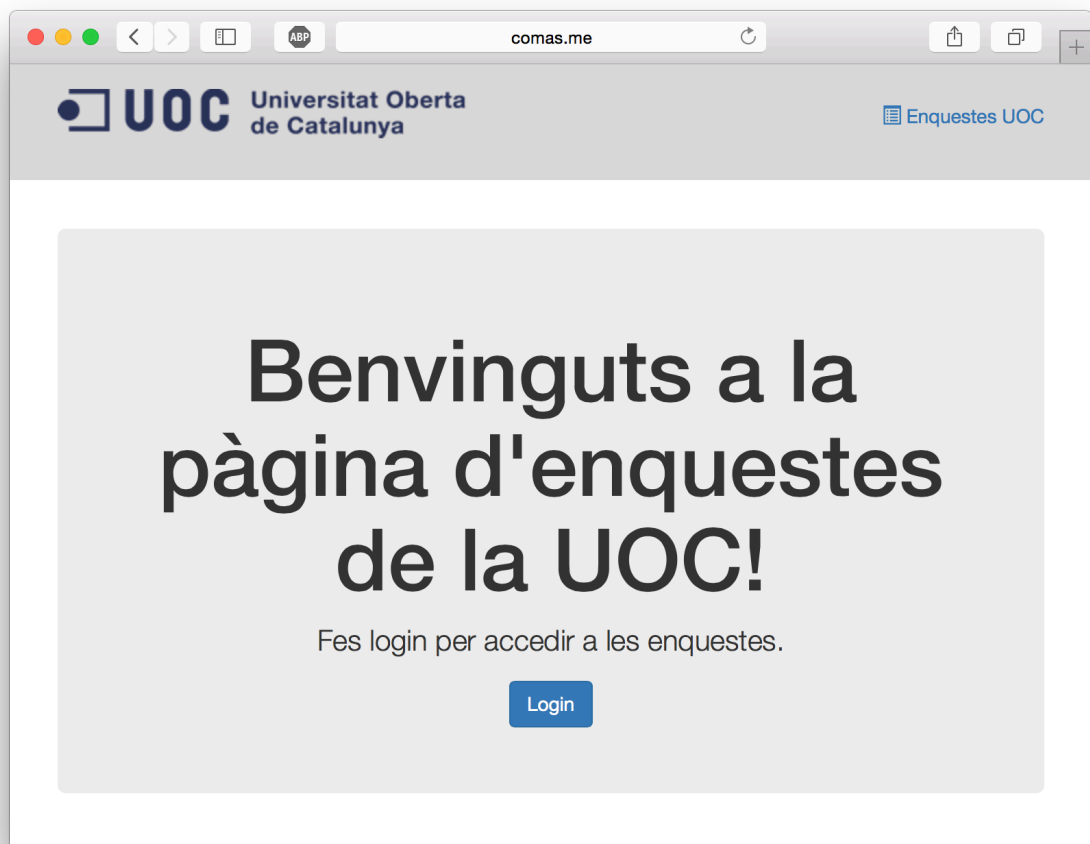 ABP
comas.me
UOC
Universitat Oberta
de Catalunya
Enquestes UOC
Benvinguts a la
pàgina d'enquestes
de la UOC!
Fes login per accedir a les enquestes.
Login